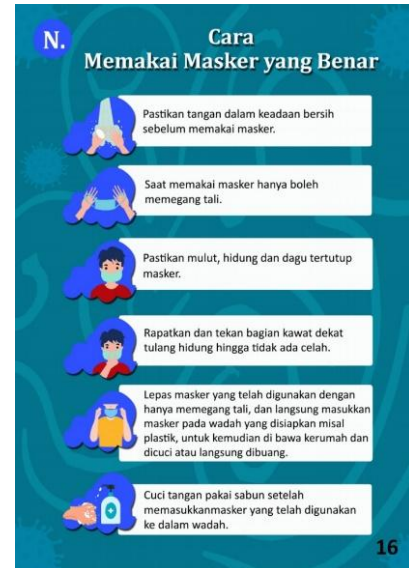 N.
Cara
Memakai Masker yang Benar
Pastikan tangan dalam keadaan bersih
sebelum memakai masker.
Saat memakai masker hanya boleh
memegang tali.
Pastikan mulut, hidung dan dagu tertutup
masker.
Rapatkan dan tekan bagian kawat dekat
tulang hidung hingga tidak ada celah.
Lepas masker yang telah digunakan dengan
hanya memegang tali, dan langsung masukkan
masker pada wadah yang disiapkan misal
plastik, untuk kemudian di bawa kerumah dan
dicuci atau langsung dibuang.
Cuci tangan pakai sabun setelah
memasukkanmasker yang telah digunakan
ke dalam wadah.
16